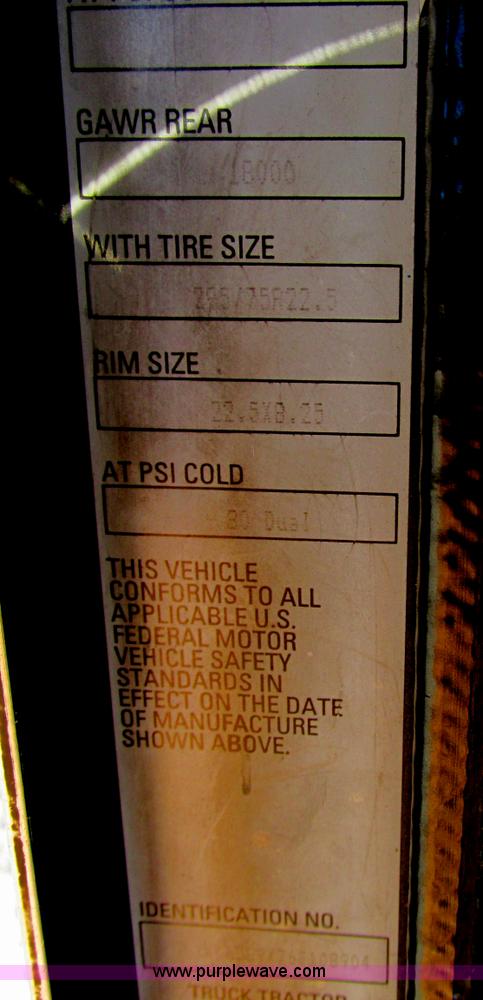 GAWR REAR
18000
WITH TIRE SIZE
295/75R22.5
RIM SIZE
22.5X8.25
AT PSI COLD
80 Dual
THIS VEHICLE
CONFORMS TO ALL
APPLICABLE U.S.
FEDERAL MOTOR
VEHICLE SAFETY
STANDARDS IN
EFFECT ON THE DATE
OF MANUFACTURE
SHOWN ABOVE.
IDENTIFICATION NO.
www.purplewave.com
TRUCK TRACTOR